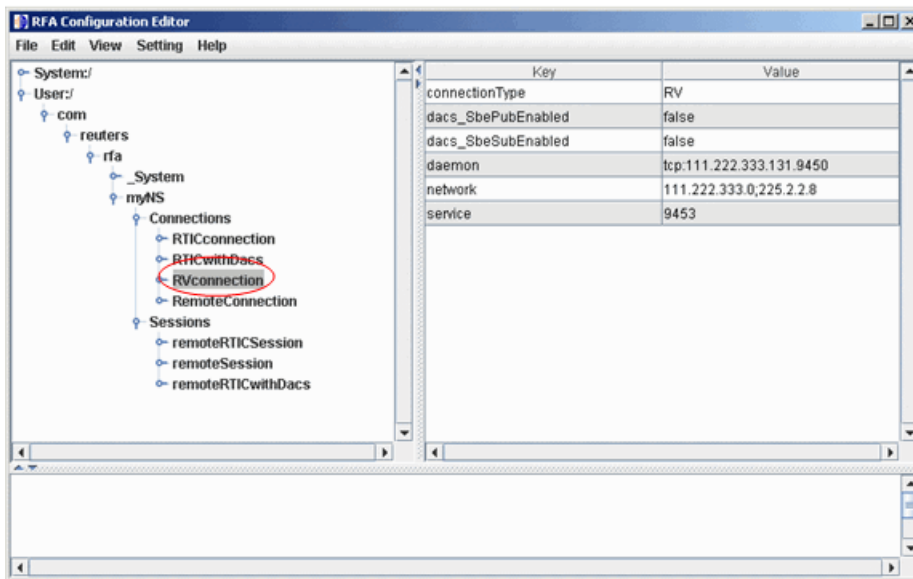 RFA Configuration Editor
File Edit View Setting Help
System:/
User:/
com
reuters
rfa
_System
myNS
Connections
RTICconnection
RTICwithDacs
RVconnection
RemoteConnection
Sessions
remoteRTICSession
remoteSession
remoteRTICwithDacs
Key Value
connectionType RV
dacs_SbePubEnabled false
dacs_SbeSubEnabled false
daemon tcp:111.222.333.131.9450
network 111.222.333.0;225.2.2.8
service 9453